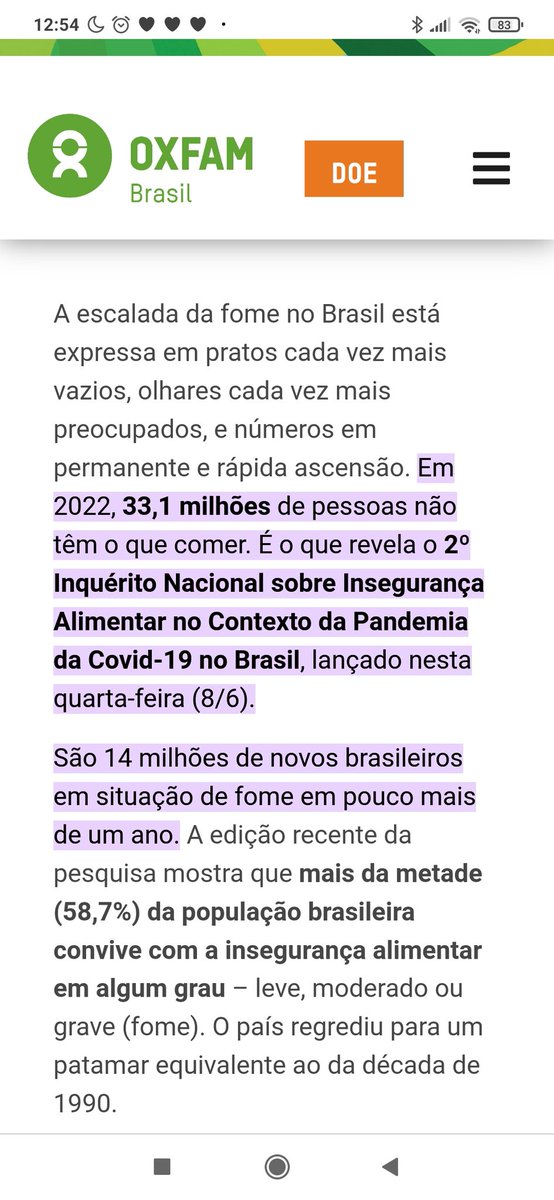 12:54
83
OXFAM
Brasil
DOE
A escalada da fome no Brasil está
expressa em pratos cada vez mais
vazios, olhares cada vez mais
preocupados, e números em
permanente e rápida ascensão. Em
2022, 33,1 milhões de pessoas não
têm o que comer. É o que revela o 2º
Inquérito Nacional sobre Insegurança
Alimentar no Contexto da Pandemia
da Covid-19 no Brasil, lançado nesta
quarta-feira (8/6).
São 14 milhões de novos brasileiros
em situação de fome em pouco mais
de um ano. A edição recente da
pesquisa mostra que mais da metade
(58,7%) da população brasileira
convive com a insegurança alimentar
em algum grau – leve, moderado ou
grave (fome). O país regrediu para um
patamar equivalente ao da década de
1990.